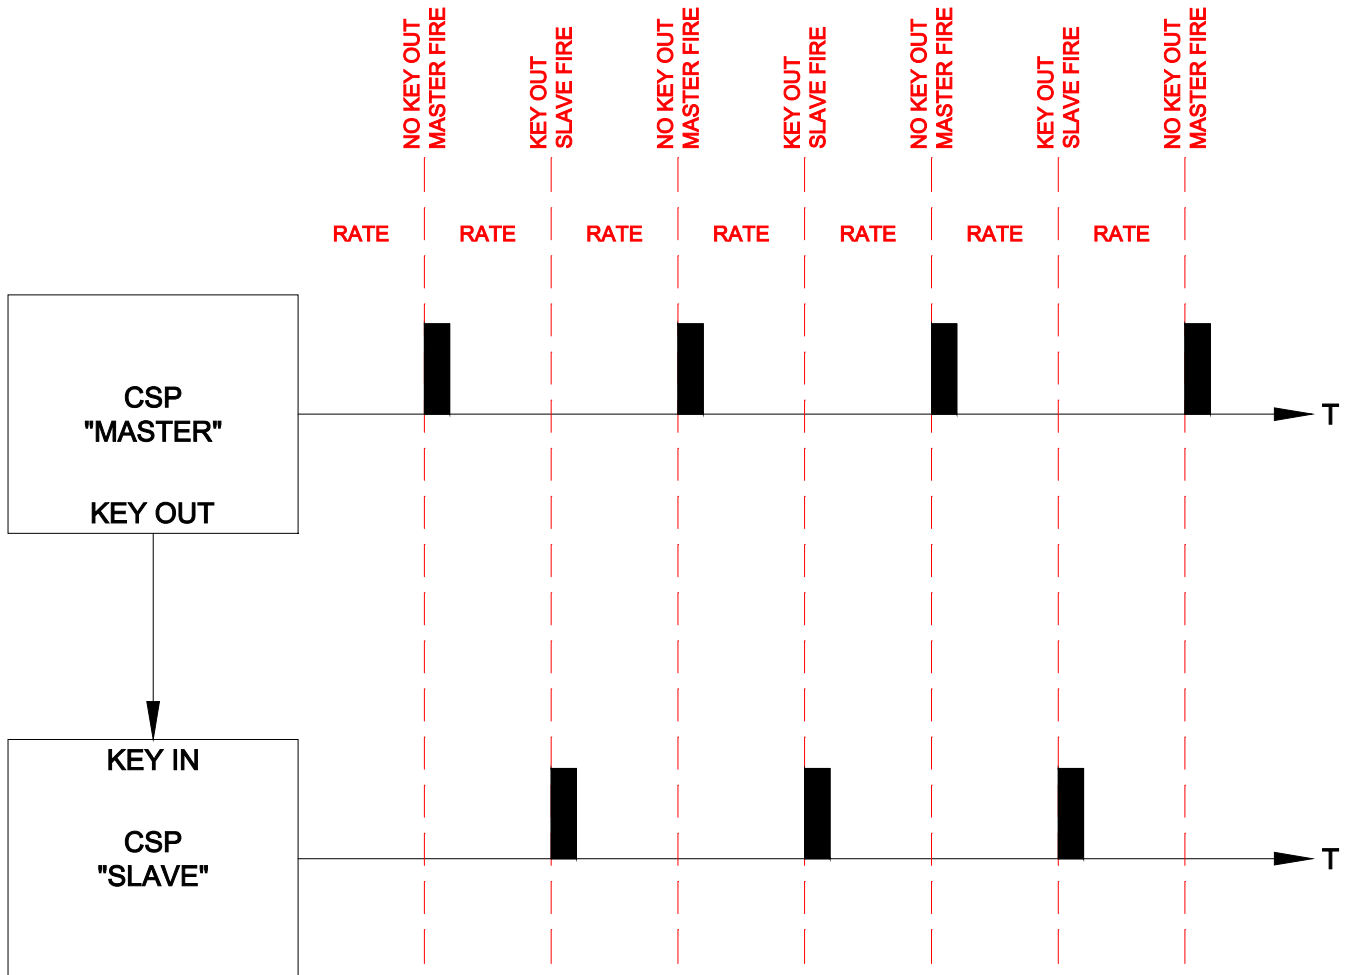 NO KEY OUT
MASTER FIRE
KEY OUT
SLAVE FIRE
NO KEY OUT
MASTER FIRE
KEY OUT
SLAVE FIRE
NO KEY OUT
MASTER FIRE
KEY OUT
SLAVE FIRE
NO KEY OUT
MASTER FIRE
RATE
RATE
RATE
RATE
RATE
RATE
RATE
CSP
"MASTER"
KEY OUT
T
KEY IN
CSP
"SLAVE"
T